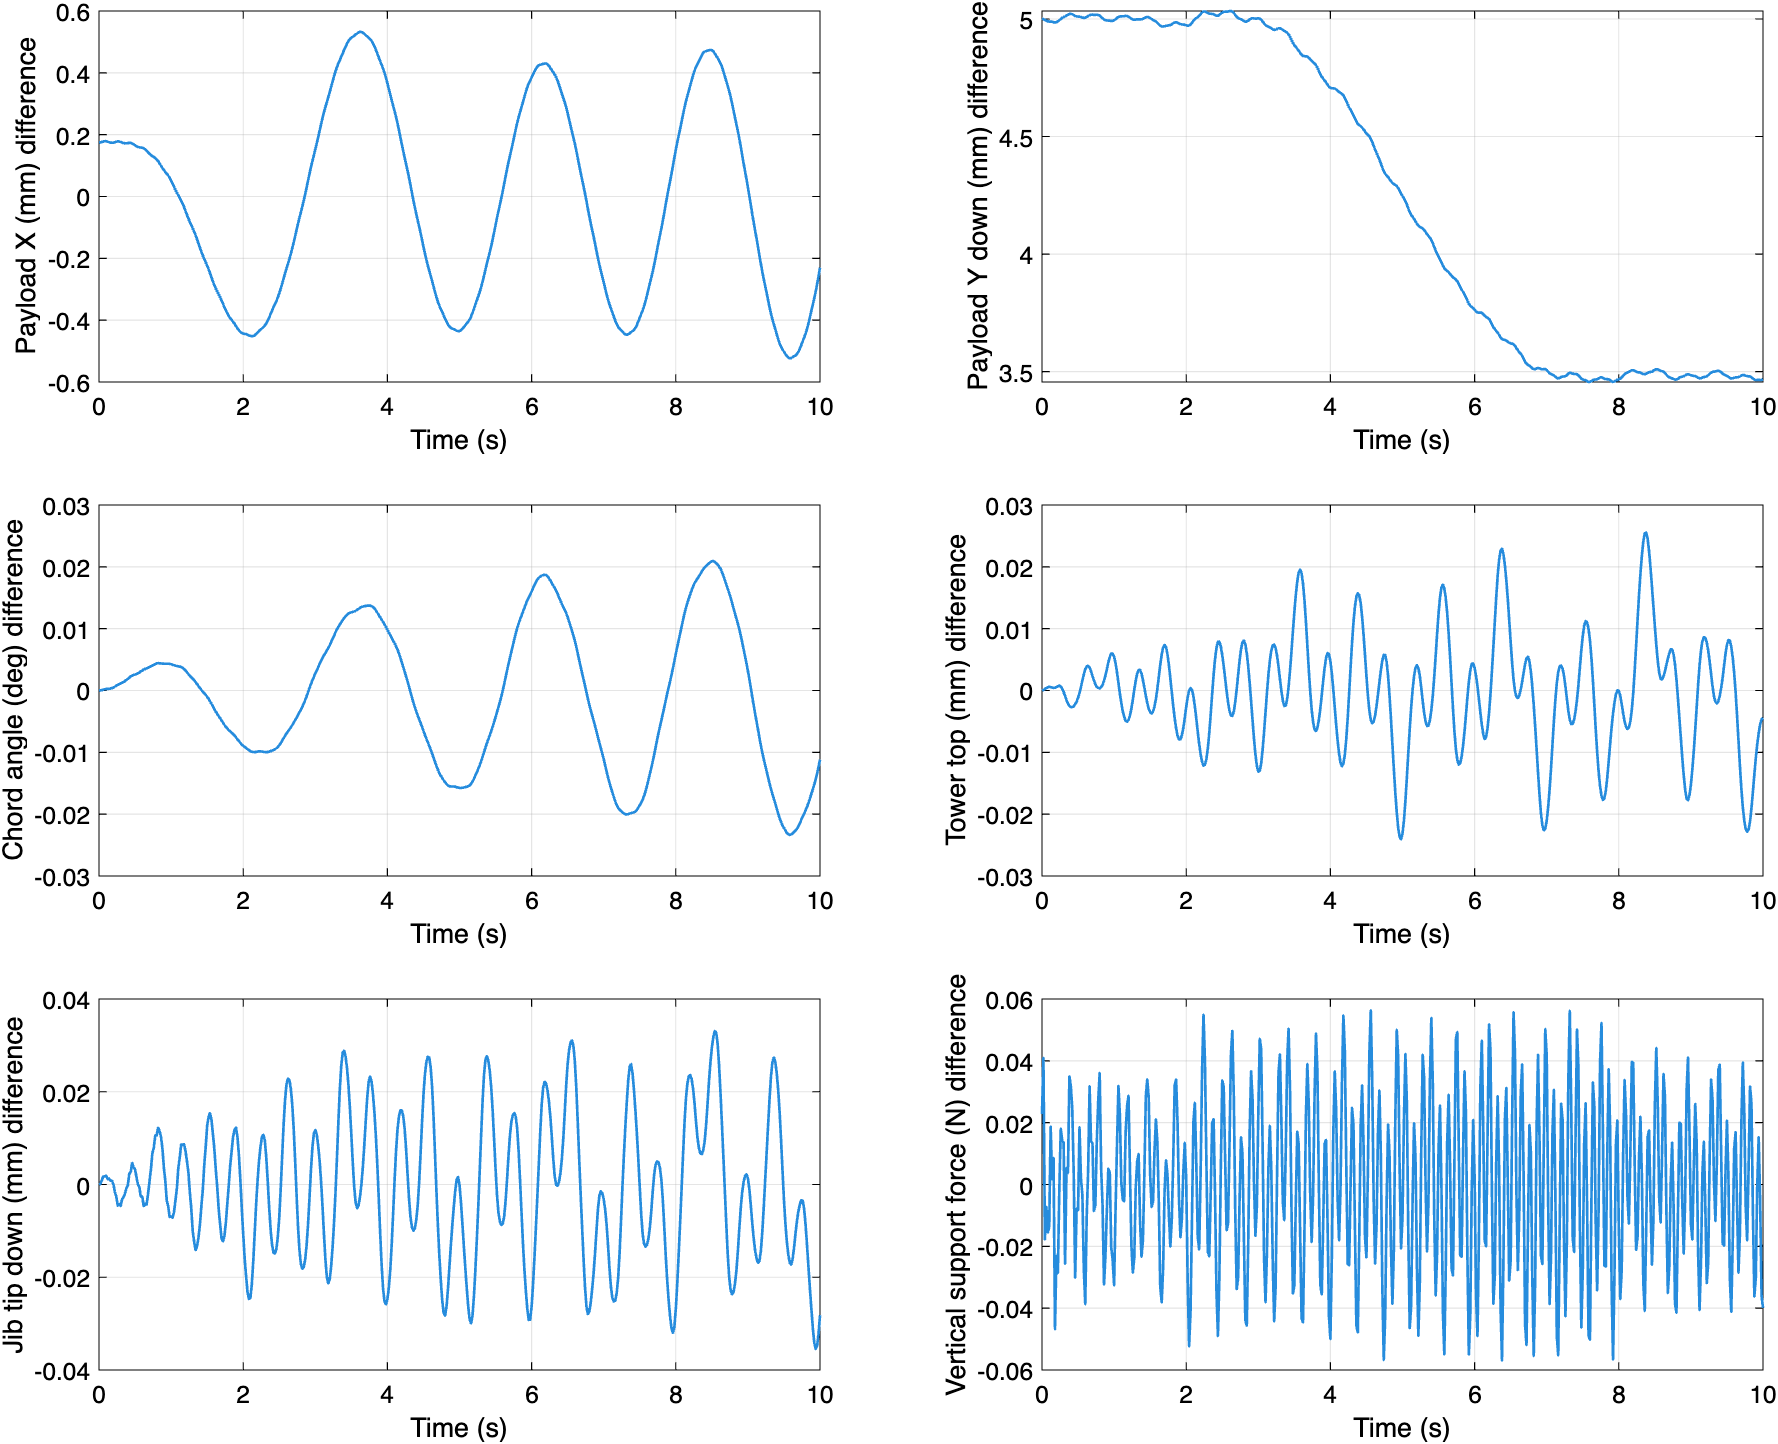 Payload X (mm) difference
0.6
0.4
0.2
0
-0.2
-0.4
-0.6
0 2 4 6 8 10
Time (s)
Payload Y down (mm) difference
5
4.5
4
3.5
0 2 4 6 8 10
Time (s)
Chord angle (deg) difference
0.03
0.02
0.01
0
-0.01
-0.02
-0.03
0 2 4 6 8 10
Time (s)
Tower top (mm) difference
0.03
0.02
0.01
0
-0.01
-0.02
-0.03
0 2 4 6 8 10
Time (s)
Jib tip down (mm) difference
0.04
0.02
0
-0.02
-0.04
0 2 4 6 8 10
Time (s)
Vertical support force (N) difference
0.06
0.04
0.02
0
-0.02
-0.04
-0.06
0 2 4 6 8 10
Time (s)